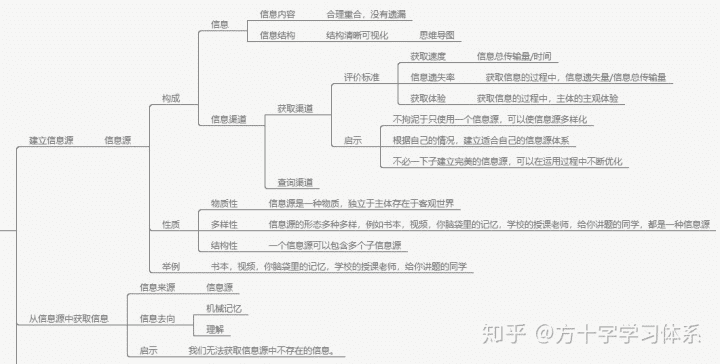 信息内容 合理重合，没有遗漏
信息
信息结构 结构清晰可视化 思维导图
获取速度 信息总传输量/时间
评价标准 信息遗失率 获取信息的过程中，信息遗失量/信息总传输量
构成
获取体验 获取信息的过程中，主体的主观体验
获取渠道
信息渠道
不拘泥于只使用一个信息源，可以使信息源多样化
建立信息源 信息源 启示 根据自己的情况，建立适合自己的信息源体系
不必一下子建立完美的信息源，可以在运用过程中不断优化
查询渠道
物质性 信息源是一种物质，独立于主体存在于客观世界
性质 多样性 信息源的形态多种多样，例如书本，视频，你脑袋里的记忆，学校的授课老师，给你讲题的同学，都是一种信息源
结构性 一个信息源可以包含多个子信息源
举例 书本，视频，你脑袋里的记忆，学校的授课老师，给你讲题的同学
信息来源 信息源
机械记忆
从信息源中获取信息 信息去向
理解
启示 我们无法获取信息源中不存在的信息。
知乎 @方十字学习体系